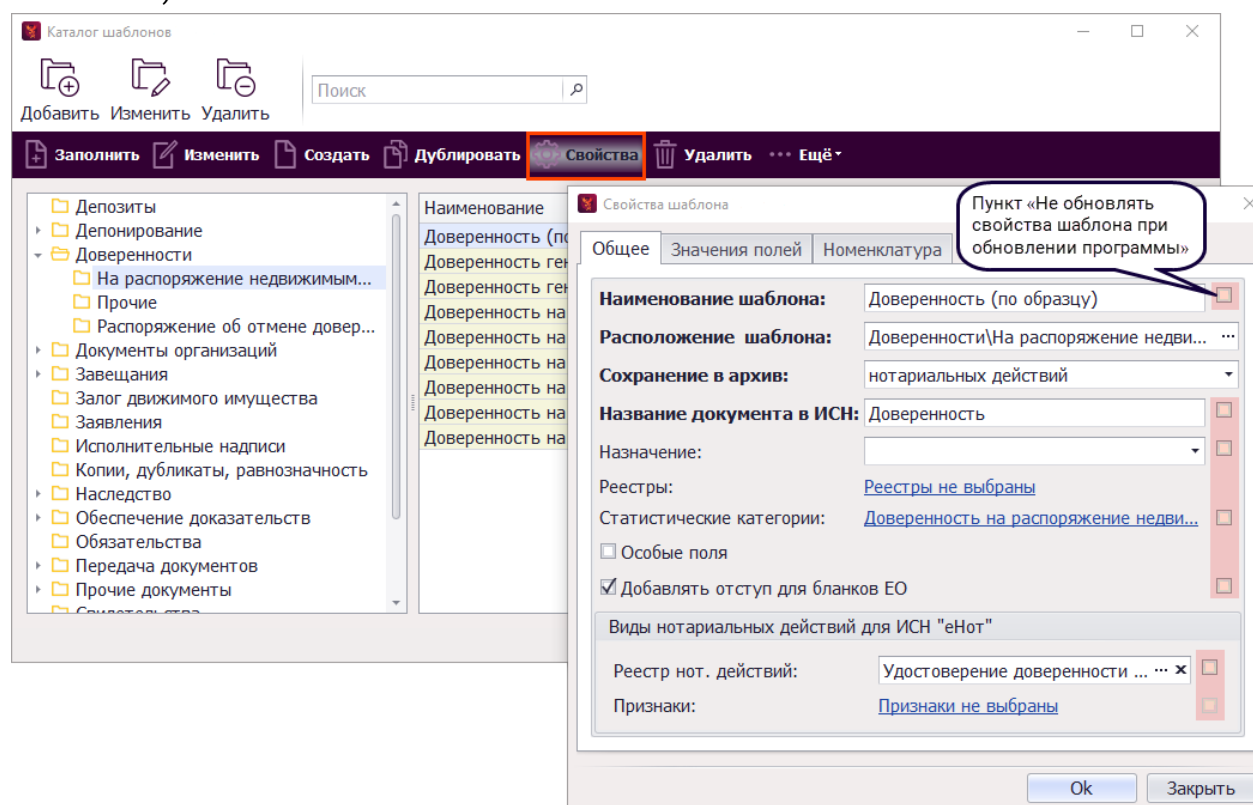 Каталог шаблонов
Добавить Изменить Удалить
Поиск
Заполнить Изменить Создать Дублировать Свойства Удалить ··· Ещё
Депозиты
Депонирование
Доверенности
На распоряжение недвижимым...
Прочие
Распоряжение об отмене довер...
Документы организаций
Завещания
Залог движимого имущества
Заявления
Исполнительные надписи
Копии, дубликаты, равнозначность
Наследство
Обеспечение доказательств
Обязательства
Передача документов
Прочие документы
Наименование
Доверенность (по
Доверенность ген
Доверенность ген
Доверенность на
Доверенность на
Доверенность на
Доверенность на
Доверенность на
Доверенность на
Свойства шаблона
Пункт «Не обновлять
свойства шаблона при
обновлении программы»
Общее Значения полей Номенклатура
Наименование шаблона: Доверенность (по образцу)
Расположение шаблона: Доверенности\На распоряжение недви... ...
Сохранение в архив: нотариальных действий
Название документа в ИСН: Доверенность
Назначение:
Реестры: Реестры не выбраны
Статистические категории: Доверенность на распоряжение недви...
Особые поля
Добавлять отступ для бланков ЕО
Виды нотариальных действий для ИСН "еНот"
Реестр нот. действий: Удостоверение доверенности ... ... x
Признаки: Признаки не выбраны
Ok Закрыть